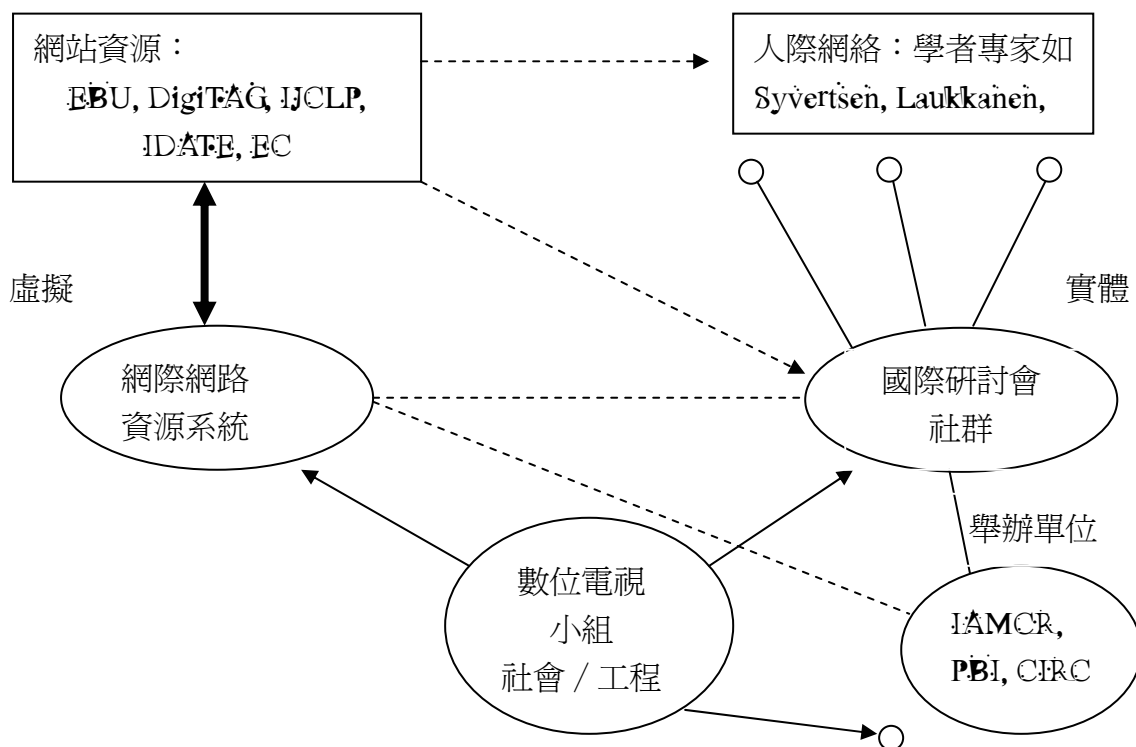 網站資源：
EBU, DigiTAG, IJCLP,
IDATE, EC
人際網絡：學者專家如
Syvertsen, Laukkanen,
虛擬
實體
網際網路
資源系統
國際研討會
社群
舉辦單位
數位電視
小組
社會／工程
IAMCR,
PBI, CIRC